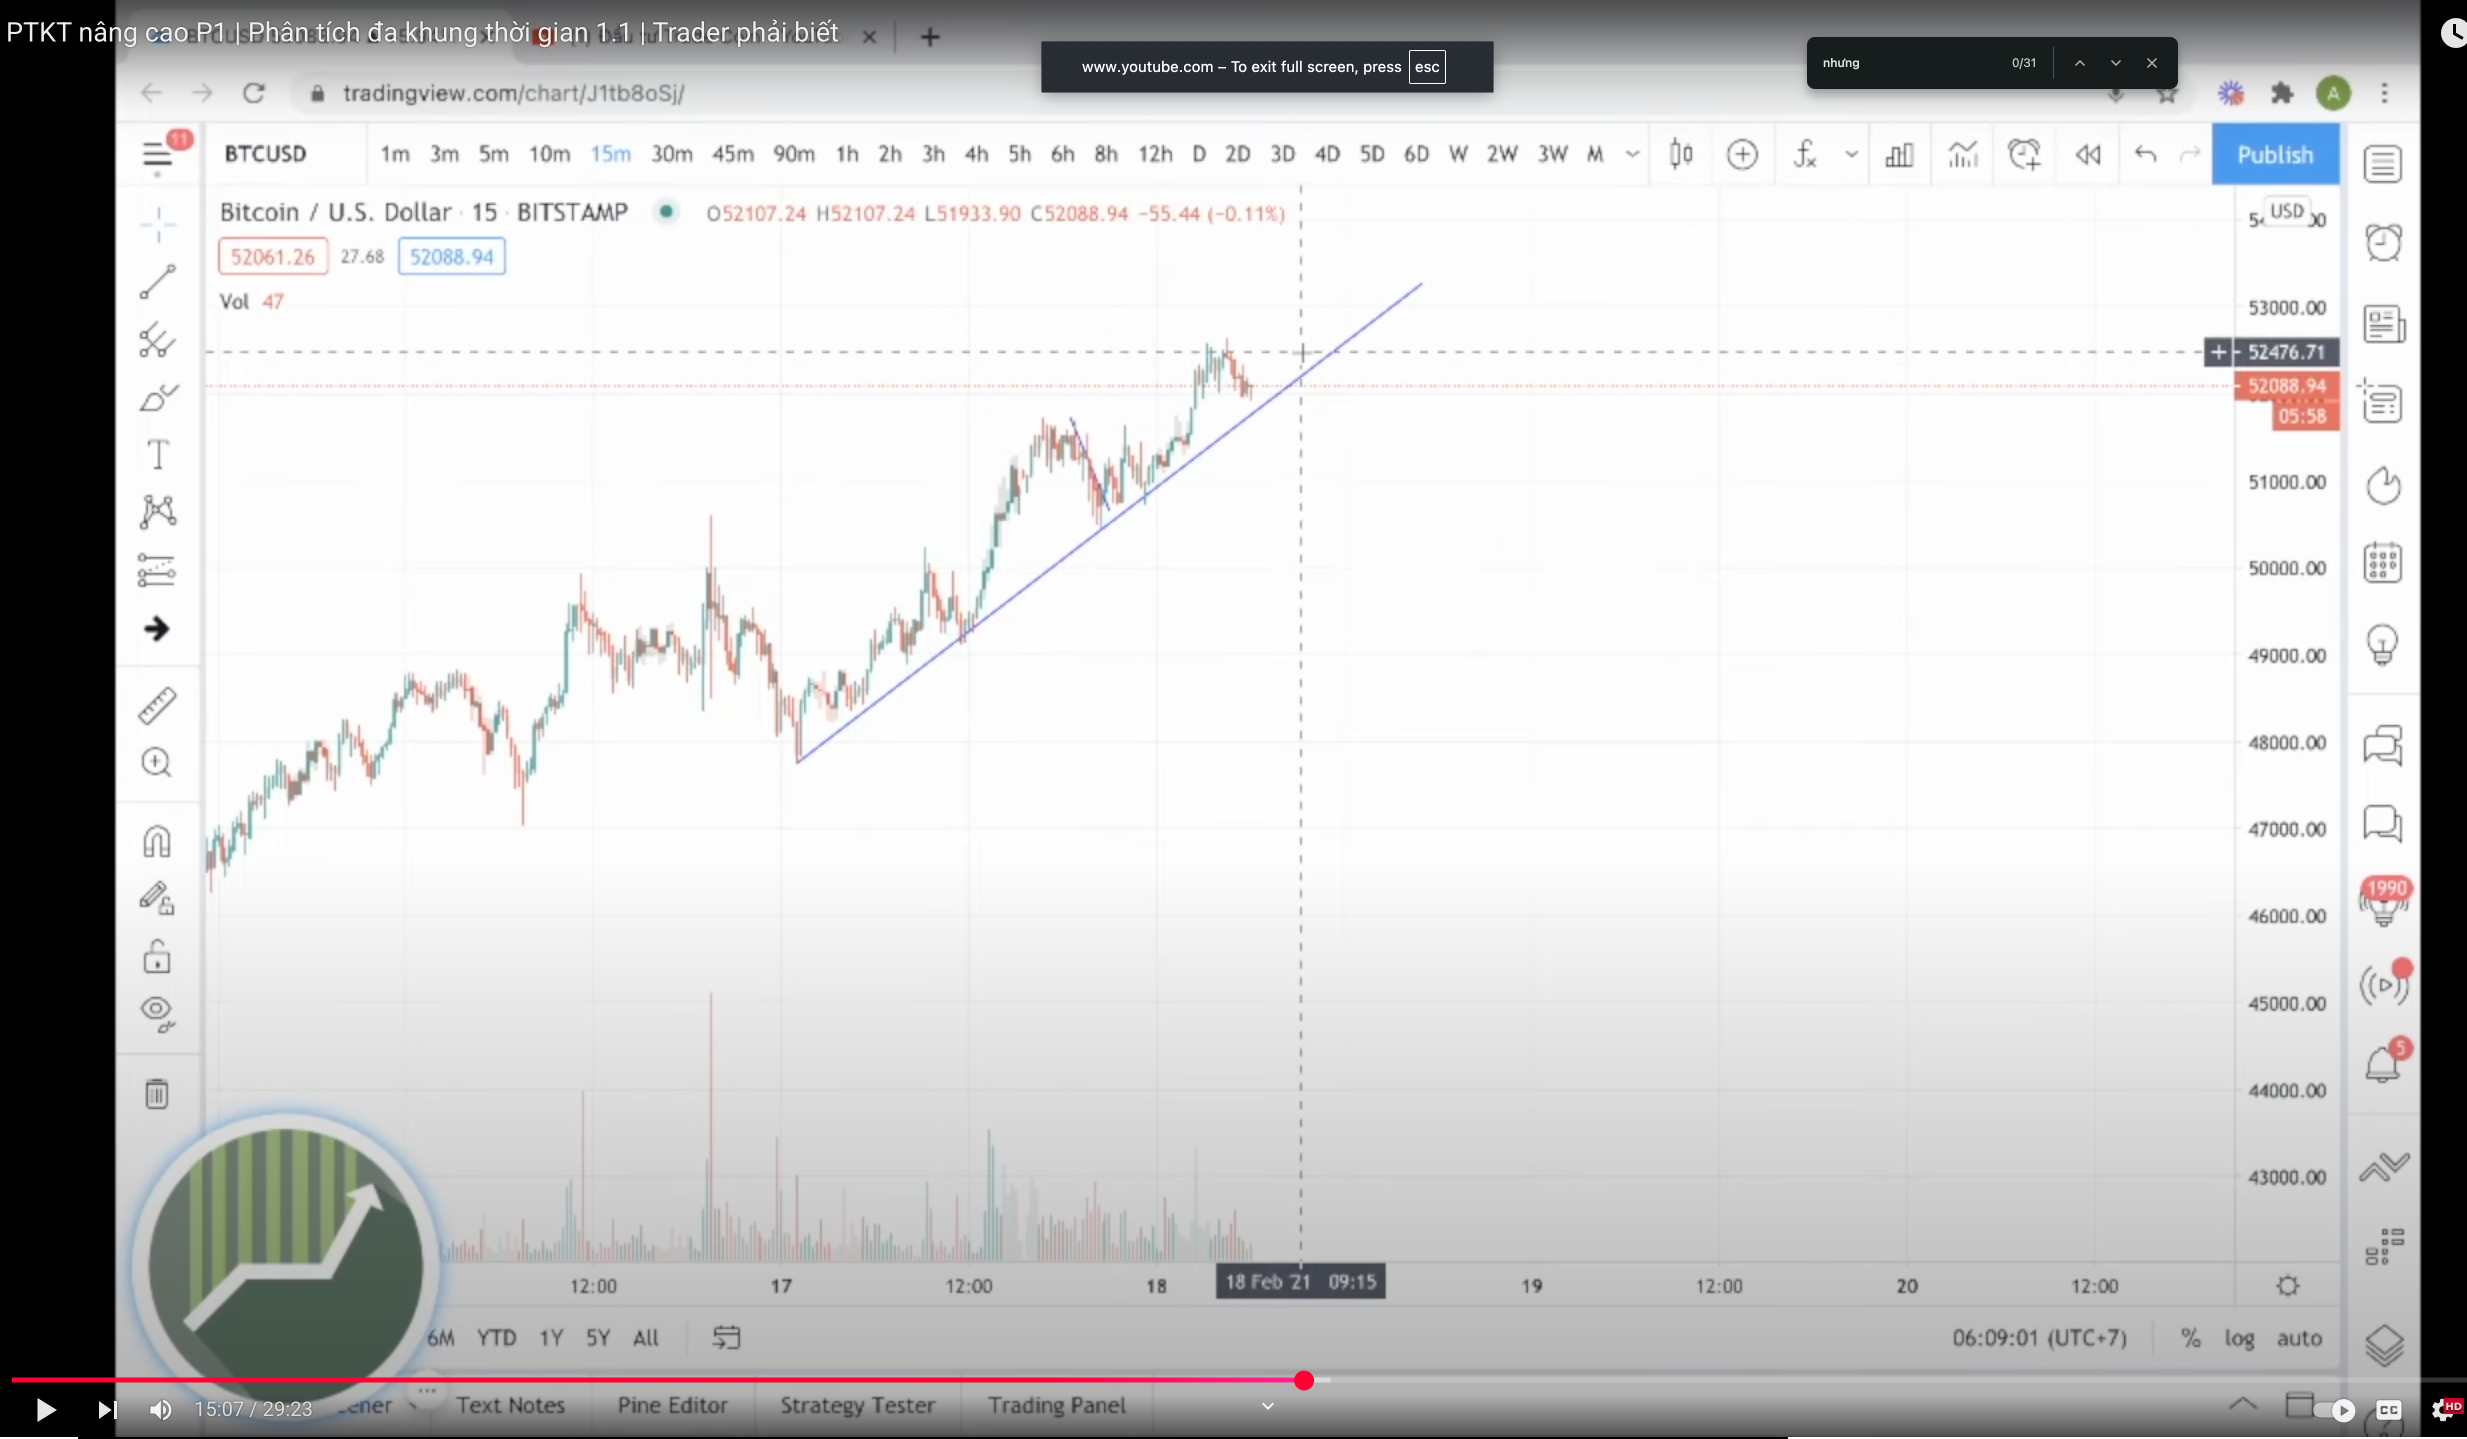 PTKT nâng cao P1 | Phân tích đa khung thời gian 1.1 | Trader phải biết
www.youtube.com – To exit full screen, press esc
nhưng 0/31
tradingview.com/chart/J1tb8oSj/
A
11
BTCUSD 1m 3m 5m 10m 15m 30m 45m 90m 1h 2h 3h 4h 5h 6h 8h 12h D 2D 3D 4D 5D 6D W 2W 3W M Publish
Bitcoin / U.S. Dollar · 15 · BITSTAMP O52107.24 H52107.24 L51933.90 C52088.94 −55.44 (−0.11%)
USD
52061.26 27.68 52088.94
Vol 47
53000.00
52476.71
52088.94
05:58
51000.00
50000.00
49000.00
48000.00
47000.00
1990
46000.00
45000.00
5
44000.00
43000.00
12:00 17 12:00 18 18 Feb '21 09:15 19 12:00 20 12:00
6M YTD 1Y 5Y All 06:09:01 (UTC+7) % log auto
15:07 / 29:23 Text Notes Pine Editor Strategy Tester Trading Panel CC HD